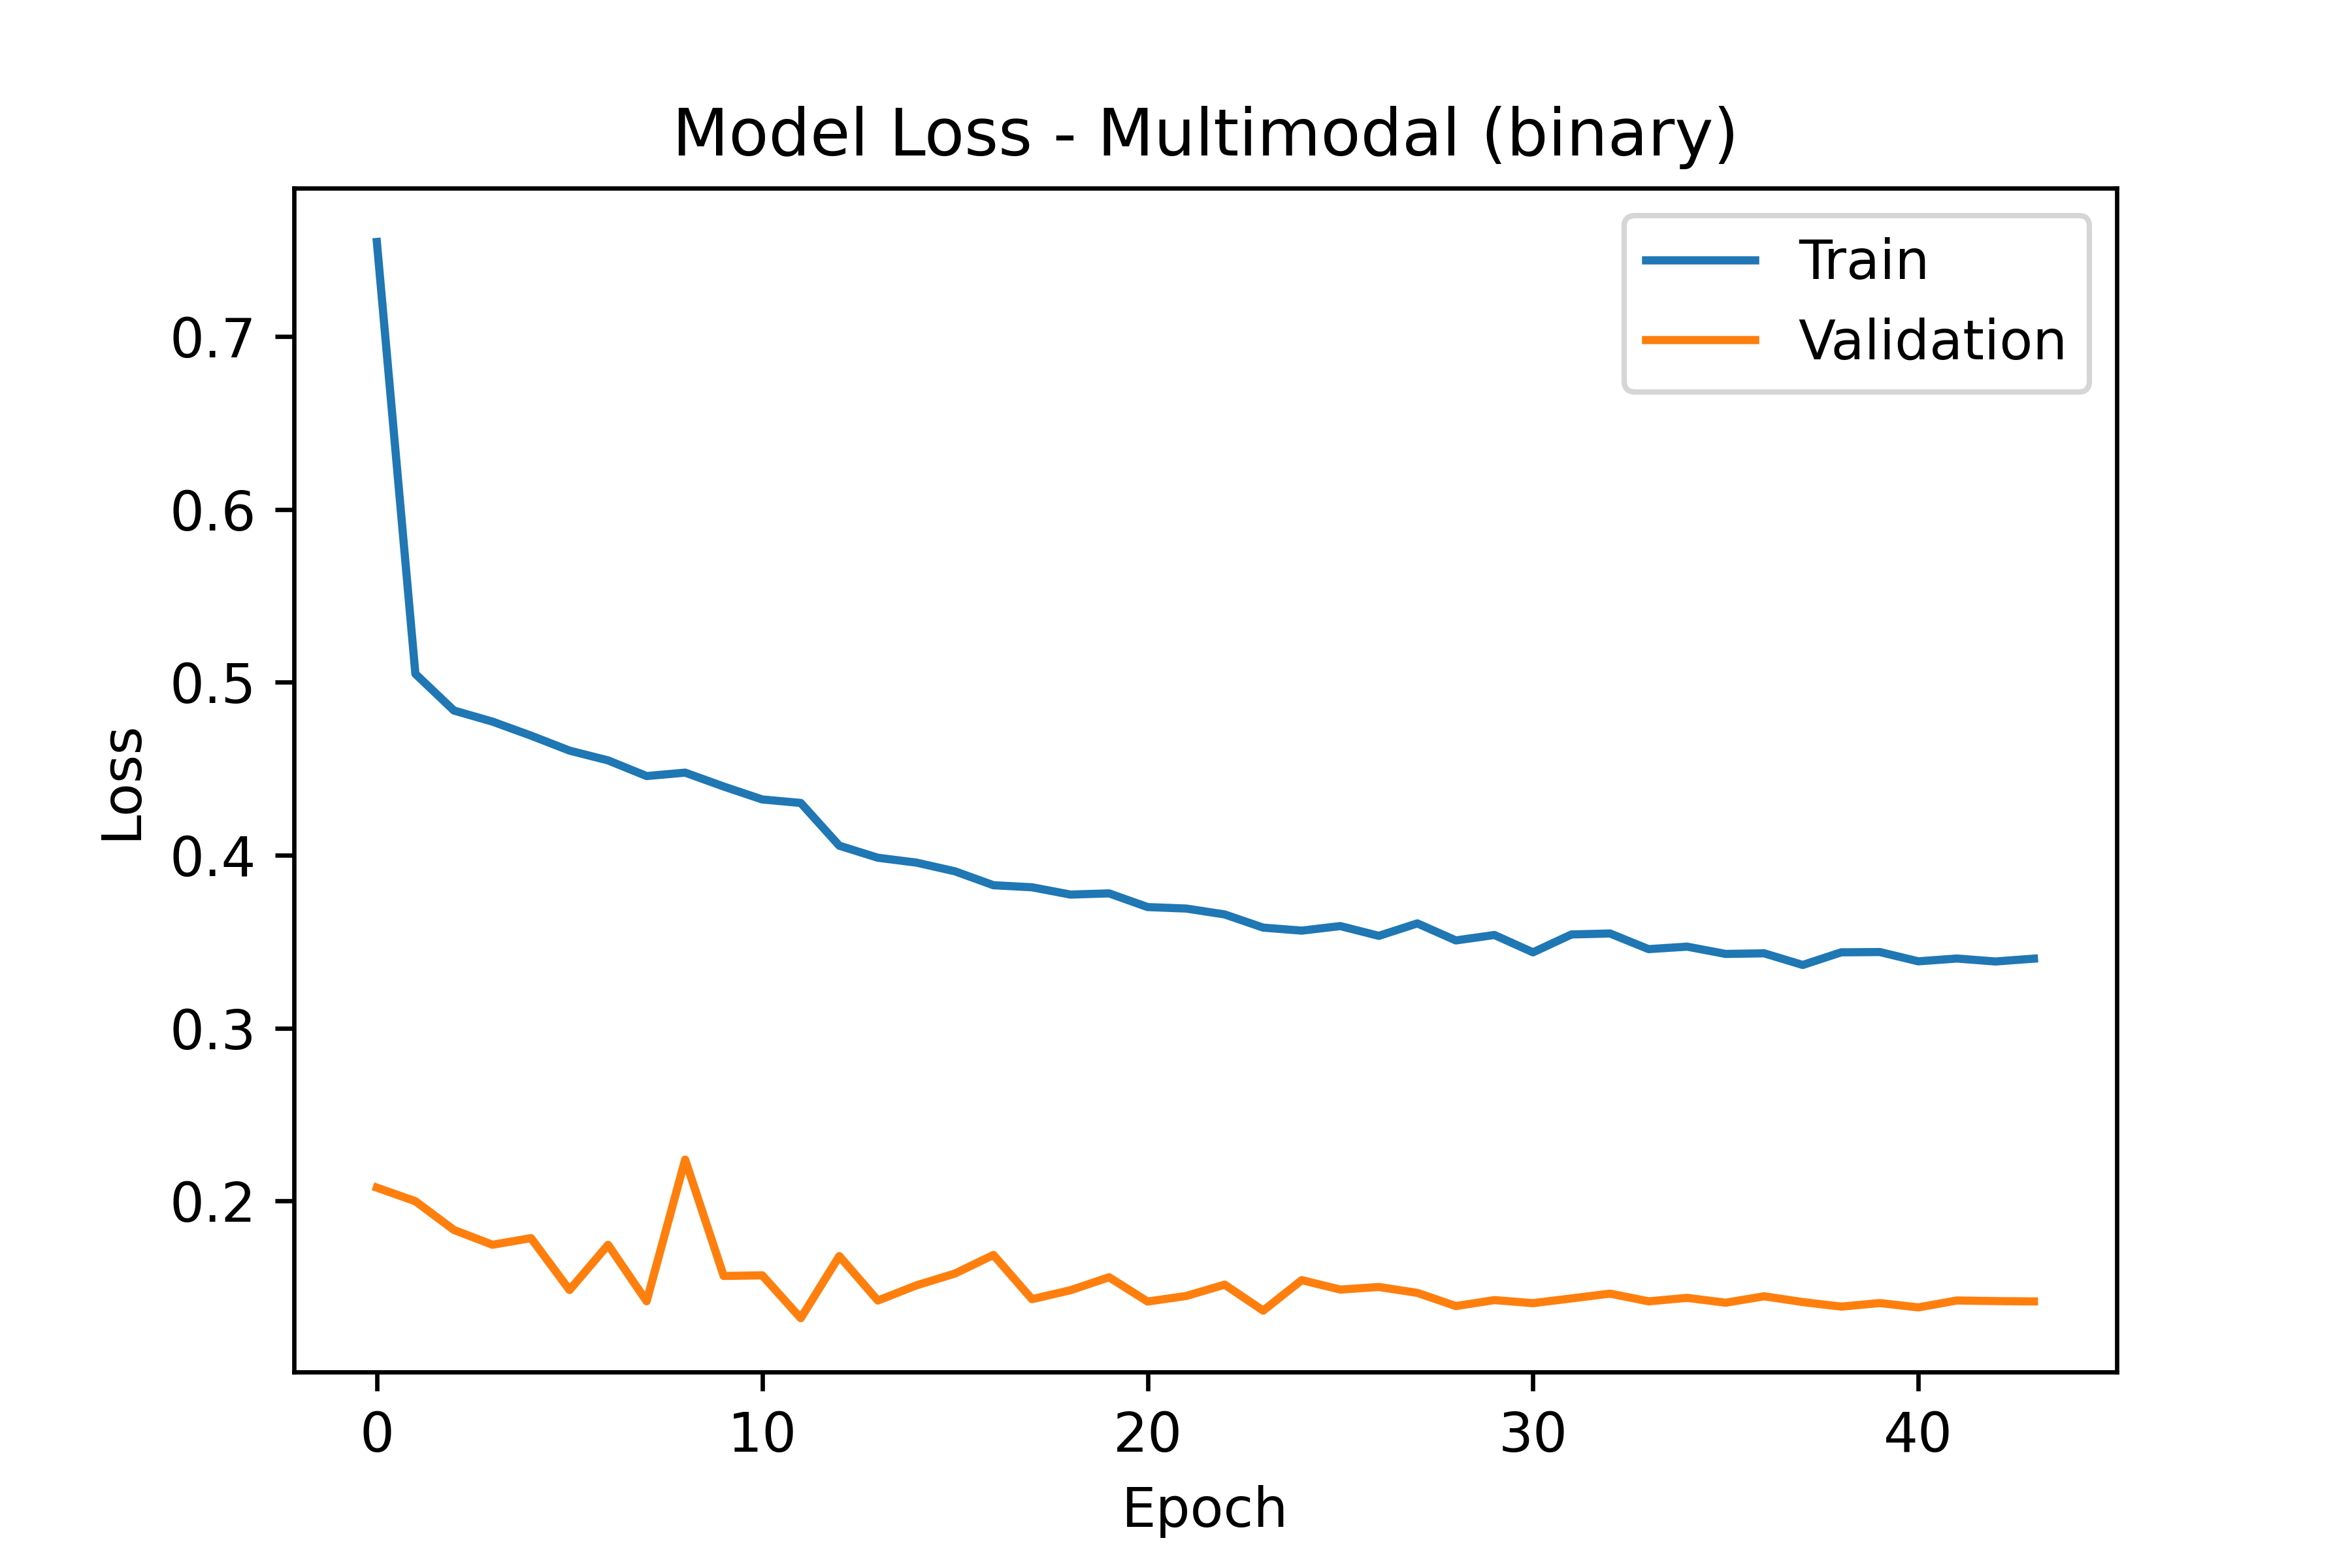 Model Loss - Multimodal (binary)
Train
Validation
0.7
0.6
0.5
0.4
0.3
0.2
Loss
0 10 20 30 40
Epoch